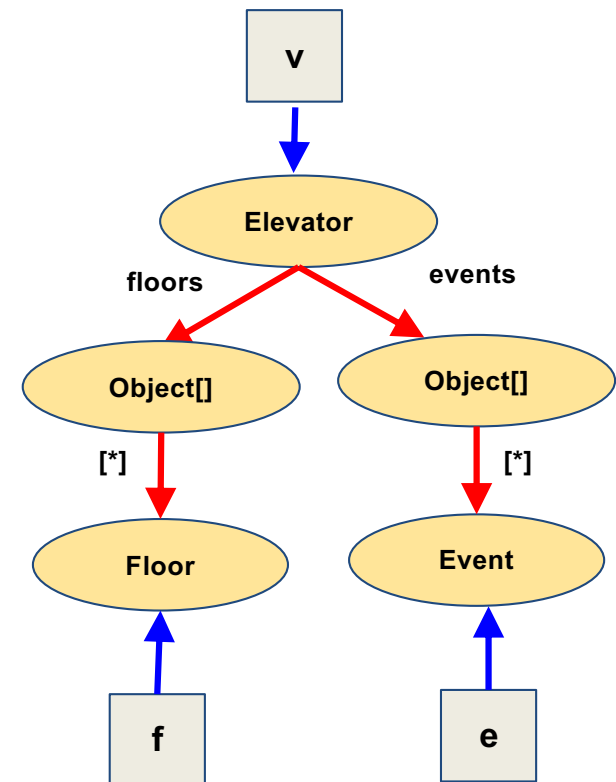 v
Elevator
floors
events
Object[]
Object[]
[*]
[*]
Floor
Event
f
e